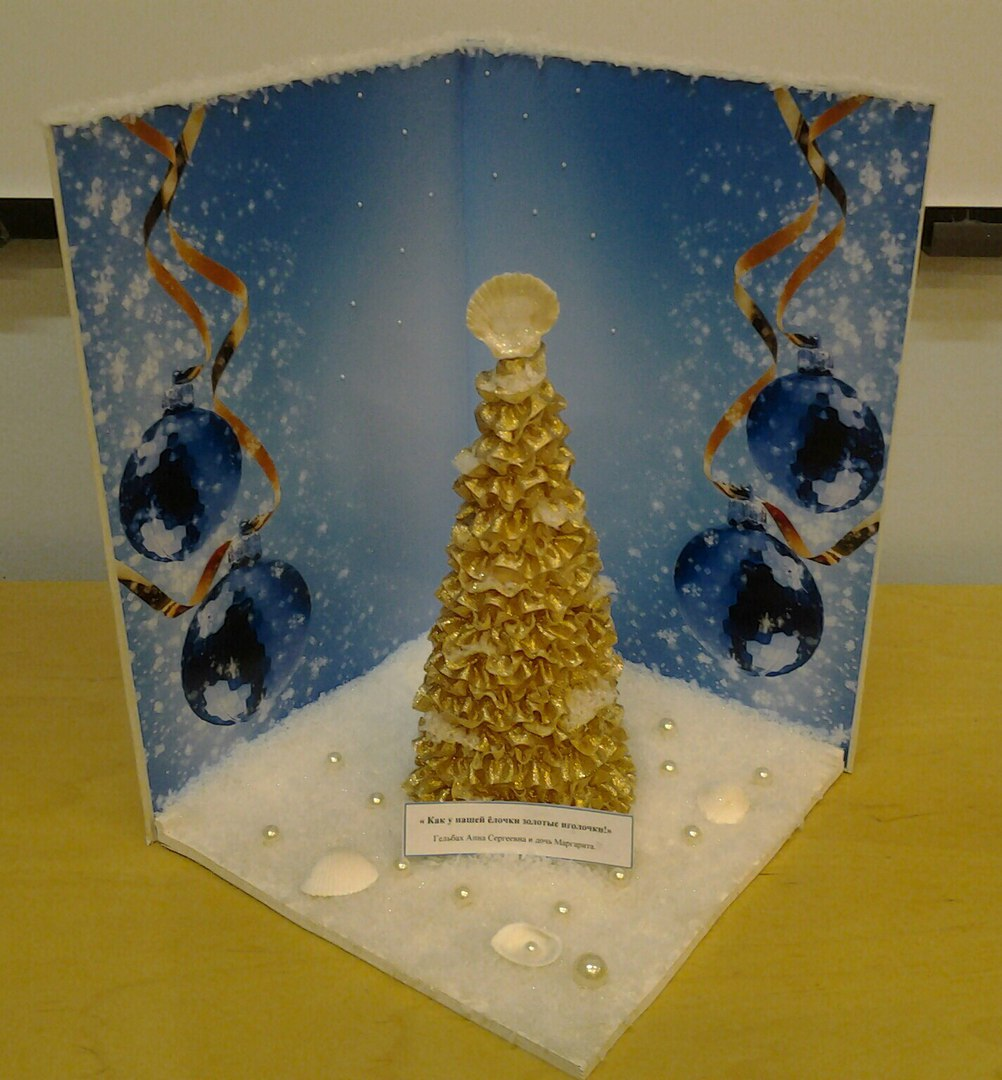 « Как у нашей ёлочки золотые иголочки!»
Гельбах Анна Сергеевна и дочь Маргарита.